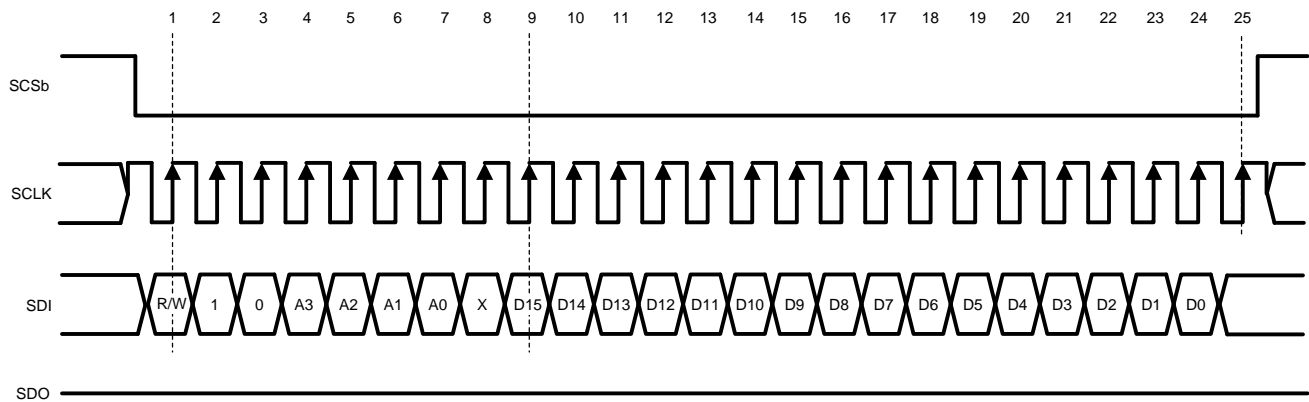 1 2 3 4 5 6 7 8 9 10 11 12 13 14 15 16 17 18 19 20 21 22 23 24 25
SCSb
SCLK
SDI R/W 1 0 A3 A2 A1 A0 X D15 D14 D13 D12 D11 D10 D9 D8 D7 D6 D5 D4 D3 D2 D1 D0
SDO